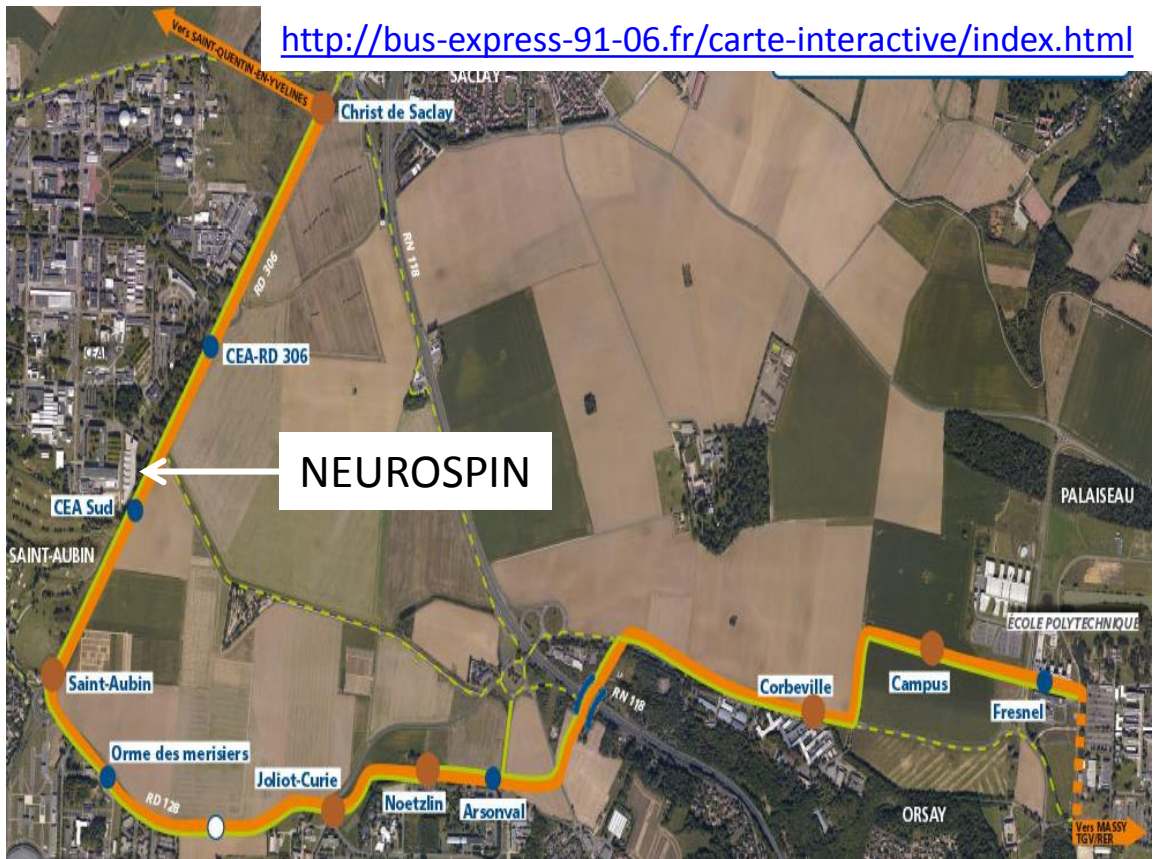 http://bus-express-91-06.fr/carte-interactive/index.html
Vers SAINT-QUENTIN-EN-YVELINES
SACLAY
Christ de Saclay
RN 118
RD 306
CEA
CEA-RD 306
NEUROSPIN
CEA Sud
PALAISEAU
SAINT-AUBIN
ÉCOLE POLYTECHNIQUE
Saint-Aubin
Corbeville
Campus
RN 118
Fresnel
Orme des merisiers
Joliot-Curie
RD 128
Noetzlin
Arsonval
ORSAY
Vers MASSY
TGV/RER